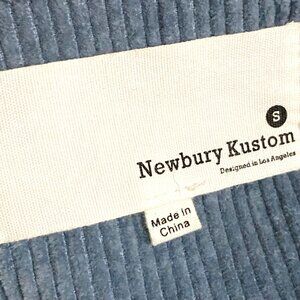 S
Newbury Kustom
Designed in Los Angeles
Made In
China